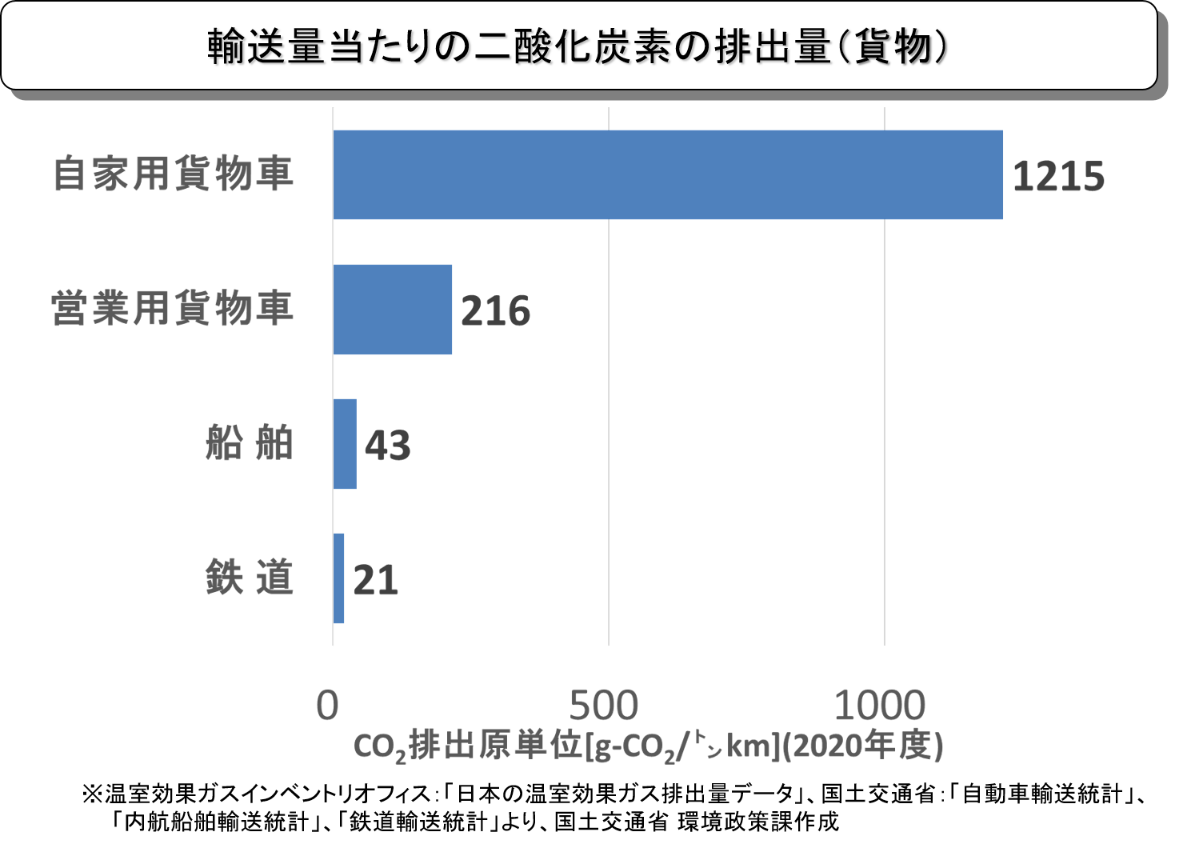 輸送量当たりの二酸化炭素の排出量（貨物）
自家用貨物車
1215
営業用貨物車
216
船舶
43
鉄道
21
0 500 1000
CO₂排出原単位[g-CO₂/㌧km](2020年度)
※温室効果ガスインベントリオフィス：「日本の温室効果ガス排出量データ」、国土交通省：「自動車輸送統計」、
「内航船舶輸送統計」、「鉄道輸送統計」より、国土交通省 環境政策課作成